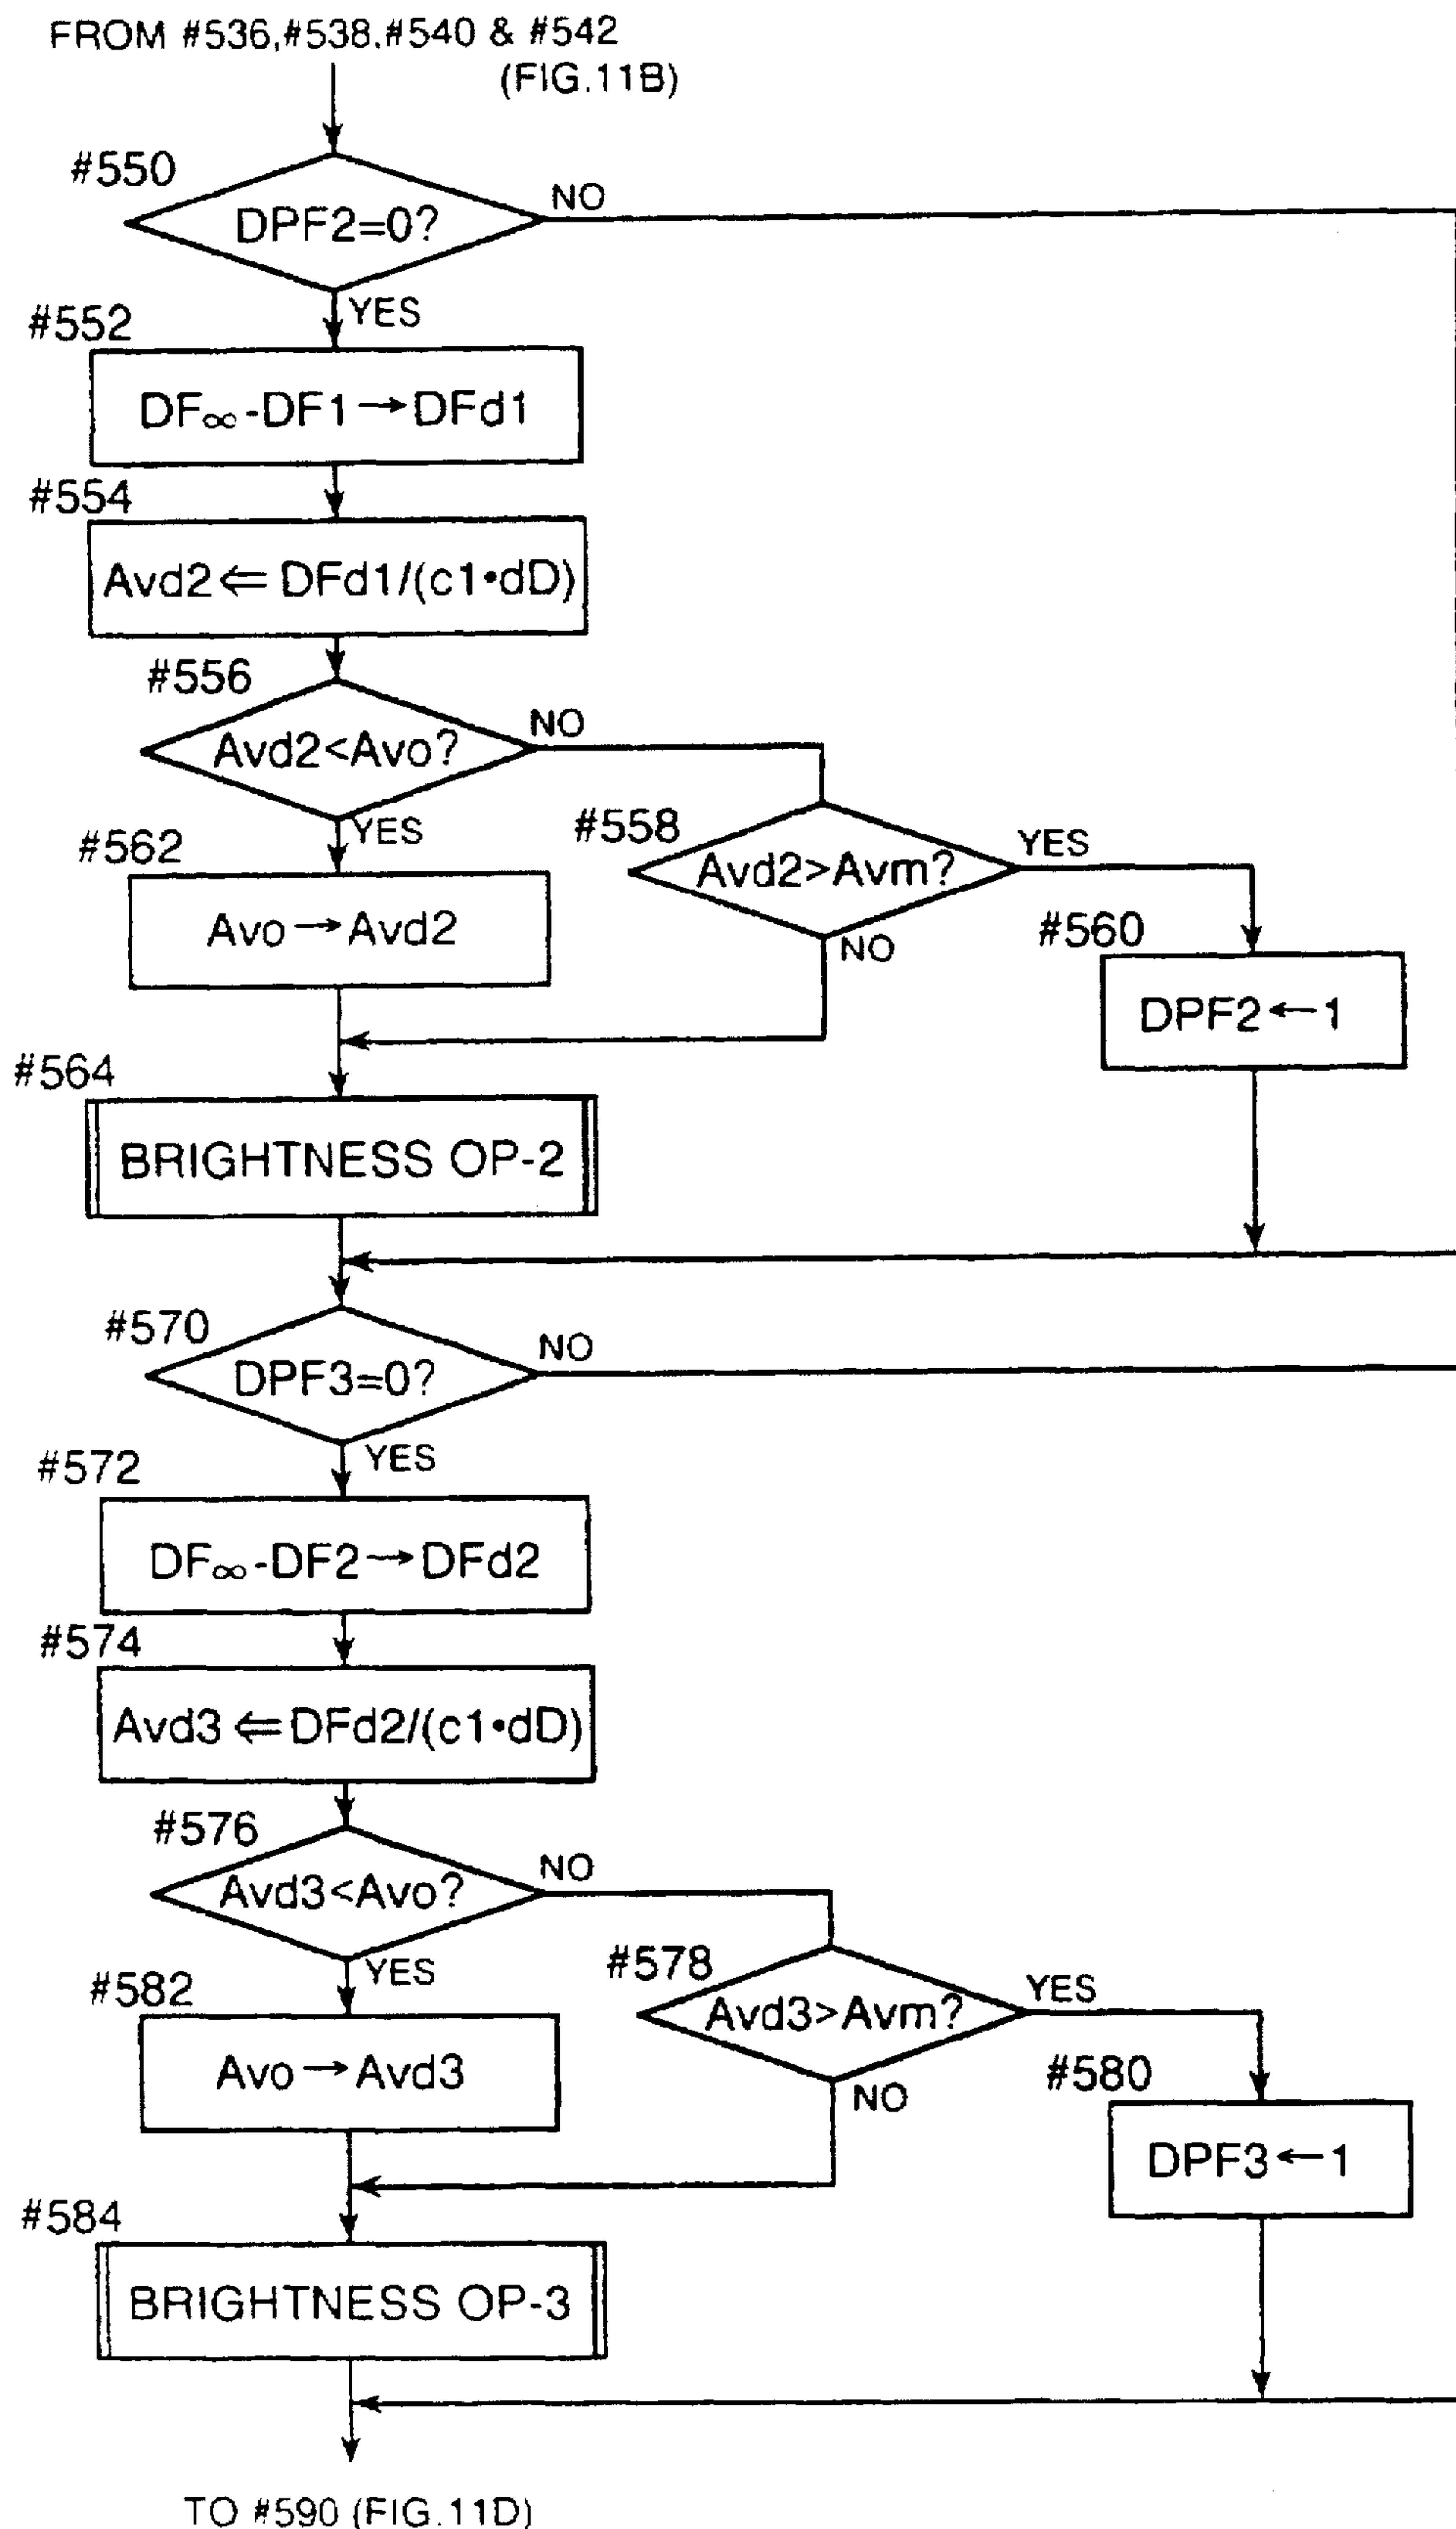 FROM #536,#538,#540 & #542
(FIG.11B)
#550
DPF2=0?
NO
YES
#552
DF∞-DF1→DFd1
#554
Avd2⇐DFd1/(c1•dD)
#556
Avd2<Avo?
NO
YES
#558
Avd2>Avm?
YES
NO
#562
Avo→Avd2
#560
DPF2←1
#564
BRIGHTNESS OP-2
#570
DPF3=0?
NO
YES
#572
DF∞-DF2→DFd2
#574
Avd3⇐DFd2/(c1•dD)
#576
Avd3<Avo?
NO
YES
#578
Avd3>Avm?
YES
NO
#582
Avo→Avd3
#580
DPF3←1
#584
BRIGHTNESS OP-3
TO #590 (FIG.11D)